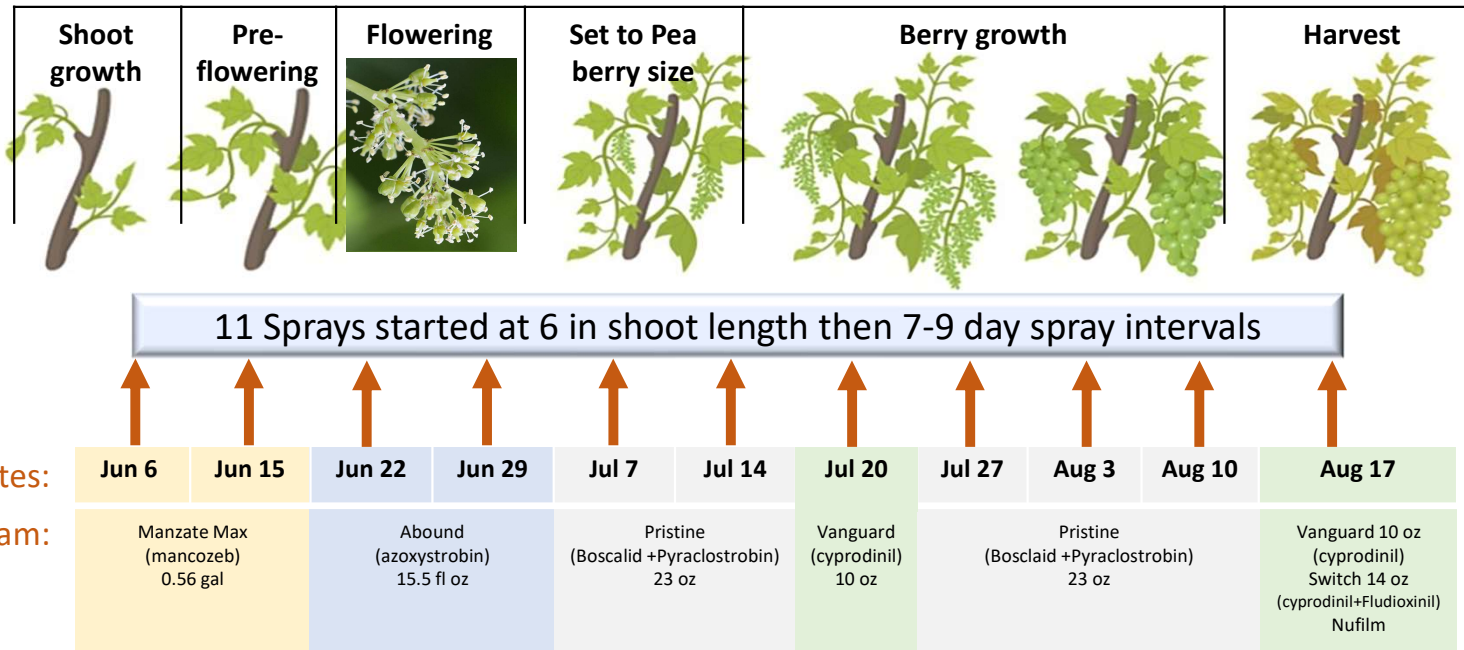 Shoot
growth
Pre-
flowering
Flowering
Set to Pea
berry size
Berry growth
Harvest
11 Sprays started at 6 in shoot length then 7-9 day spray intervals
tes:
Jun 6
Jun 15
Jun 22
Jun 29
Jul 7
Jul 14
Jul 20
Jul 27
Aug 3
Aug 10
Aug 17
am:
Manzate Max
(mancozeb)
0.56 gal
Abound
(azoxystrobin)
15.5 fl oz
Pristine
(Boscalid +Pyraclostrobin)
23 oz
Vanguard
(cyprodinil)
10 oz
Pristine
(Bosclaid +Pyraclostrobin)
23 oz
Vanguard 10 oz
(cyprodinil)
Switch 14 oz
(cyprodinil+Fludioxinil)
Nufilm